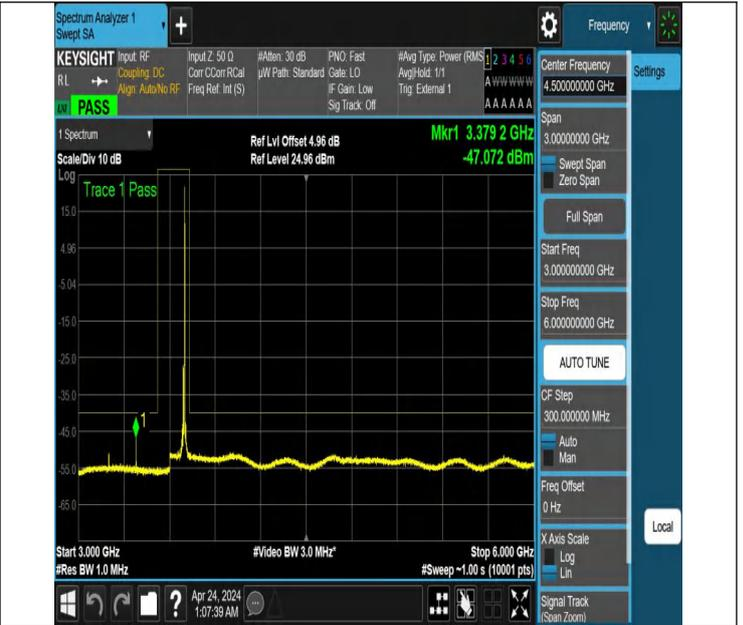 Spectrum Analyzer 1
Swept SA
+
Frequency
KEYSIGHT
RL
PASS
Input: RF
Coupling: DC
Align: Auto/No RF
Input Z: 50 Ω
Corr CCorr RCal
Freq Ref: Int (S)
#Atten: 30 dB
µW Path: Standard
PNO: Fast
Gate: LO
IF Gain: Low
Sig Track: Off
#Avg Type: Power (RMS
Avg|Hold: 1/1
Trig: External 1
1 2 3 4 5 6
A W W W W W
A A A A A A
Center Frequency
4.500000000 GHz
Settings
Span
3.00000000 GHz
Swept Span
Zero Span
Full Span
Start Freq
3.000000000 GHz
Stop Freq
6.000000000 GHz
AUTO TUNE
CF Step
300.000000 MHz
Auto
Man
Freq Offset
0 Hz
X Axis Scale
Log
Lin
Signal Track
(Span Zoom)
Local
1 Spectrum
Scale/Div 10 dB
Ref Lvl Offset 4.96 dB
Ref Level 24.96 dBm
Mkr1 3.379 2 GHz
-47.072 dBm
Log
Trace 1 Pass
15.0
4.96
-5.04
-15.0
-25.0
-35.0
-45.0
-55.0
-65.0
1
Start 3.000 GHz
#Res BW 1.0 MHz
#Video BW 3.0 MHz*
Stop 6.000 GHz
#Sweep ~1.00 s (10001 pts)
?
Apr 24, 2024
1:07:39 AM